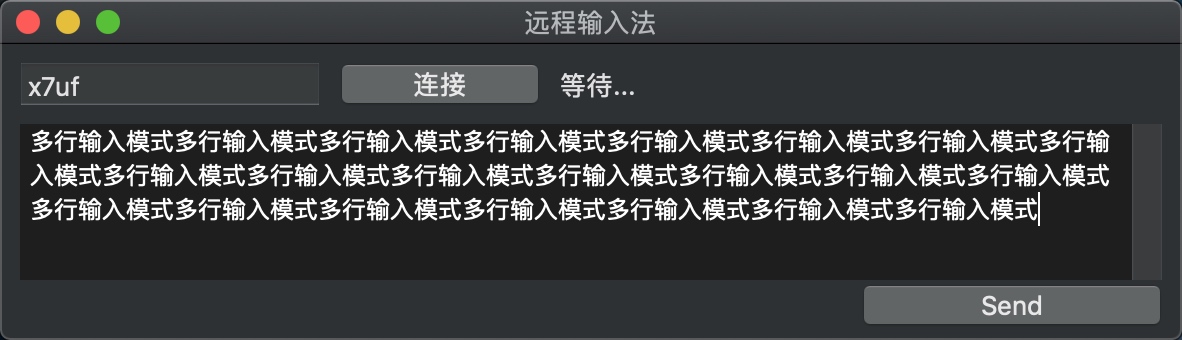 远程输入法
x7uf 连接 等待...
多行输入模式多行输入模式多行输入模式多行输入模式多行输入模式多行输入模式多行输入模式多行输
入模式多行输入模式多行输入模式多行输入模式多行输入模式多行输入模式多行输入模式多行输入模式
多行输入模式多行输入模式多行输入模式多行输入模式多行输入模式多行输入模式多行输入模式
Send